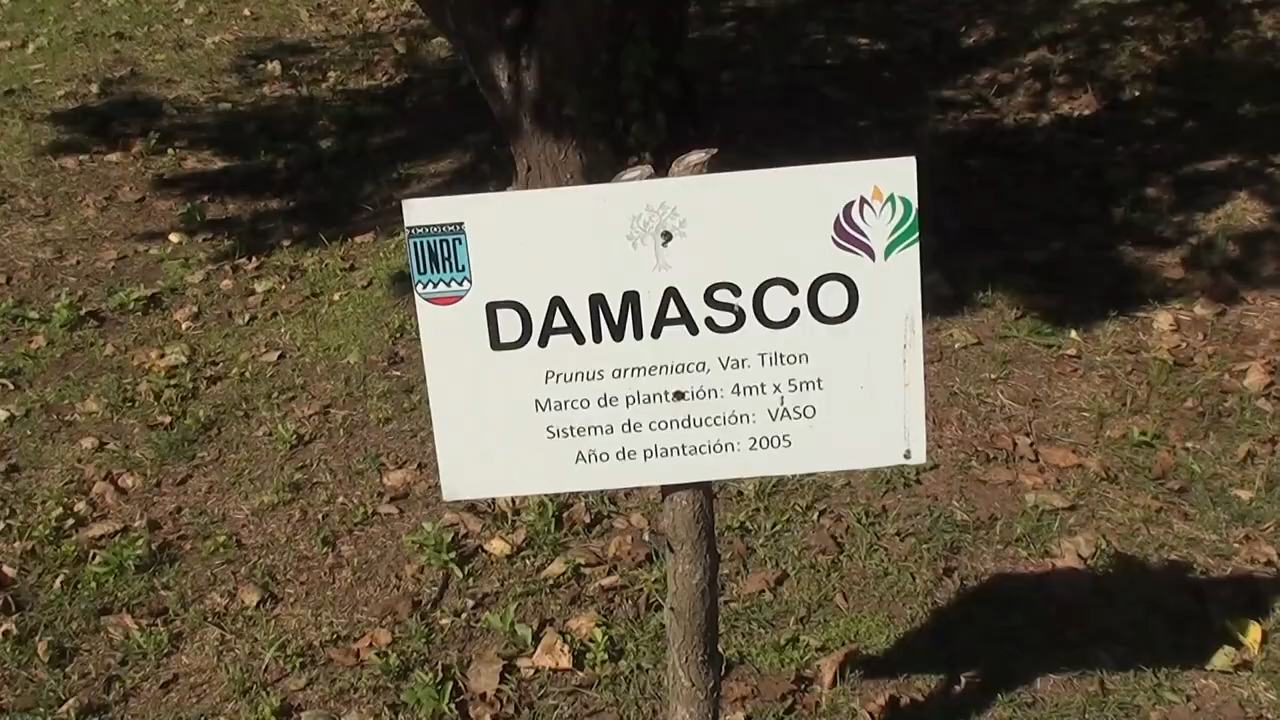 UNRC
DAMASCO
Prunus armeniaca, Var. Tilton
Marco de plantación: 4mt x 5mt
Sistema de conducción: VASO
Año de plantación: 2005